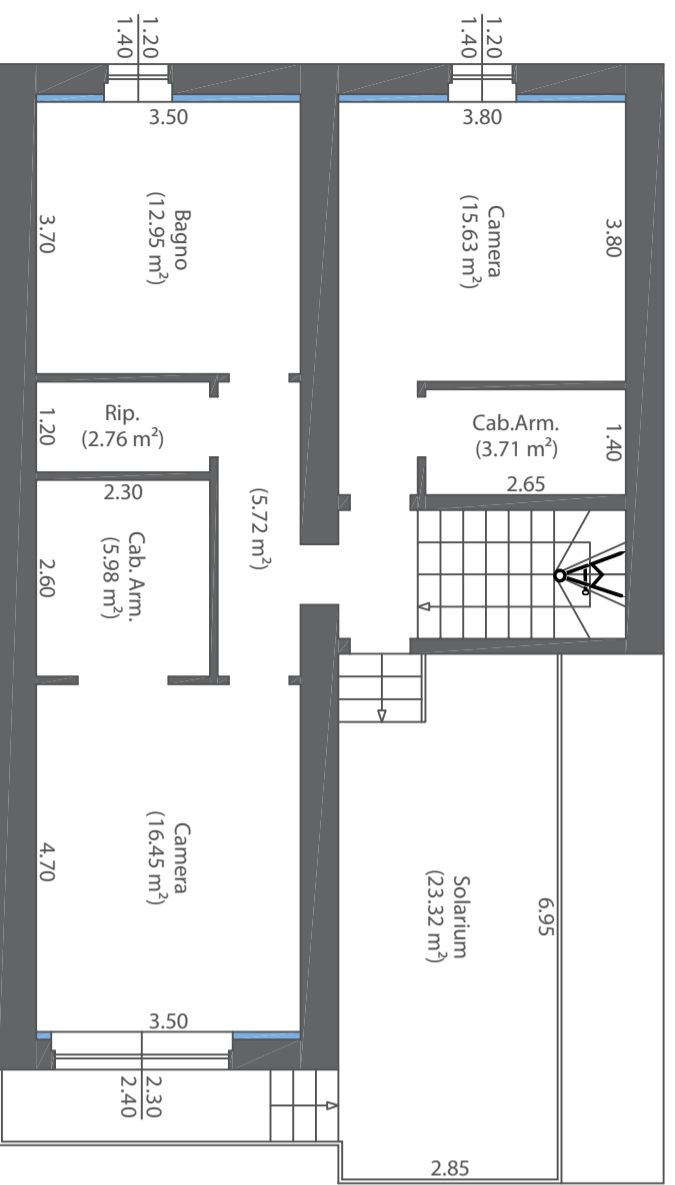 1.20
1.40
1.20
1.40
3.50
3.80
Bagno
(12.95 m²)
3.70
Camera
(15.63 m²)
3.80
Rip.
(2.76 m²)
1.20
Cab.Arm.
(3.71 m²)
1.40
2.65
2.30
(5.72 m²)
Cab. Arm.
(5.98 m²)
2.60
Camera
(16.45 m²)
4.70
Solarium
(23.32 m²)
6.95
3.50
2.30
2.40
2.85